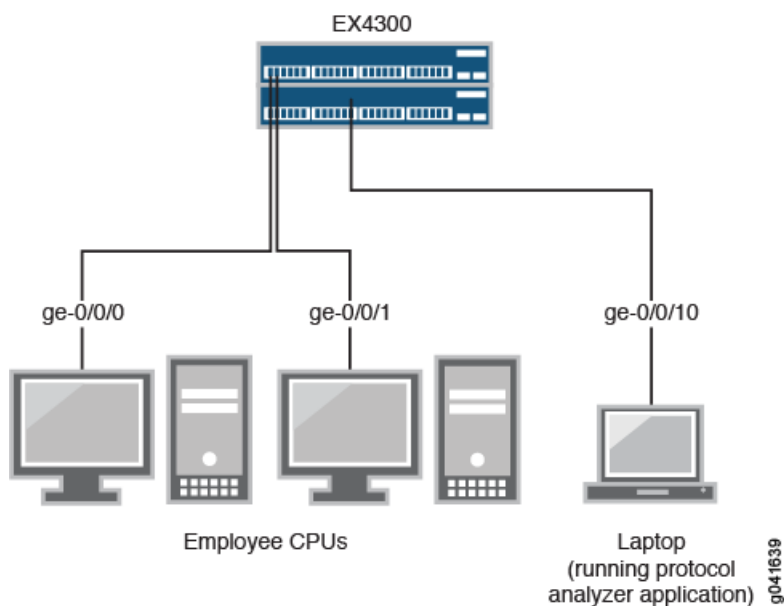 EX4300
ge-0/0/0
ge-0/0/1
ge-0/0/10
Employee CPUs
Laptop
(running protocol
analyzer application)
g041639